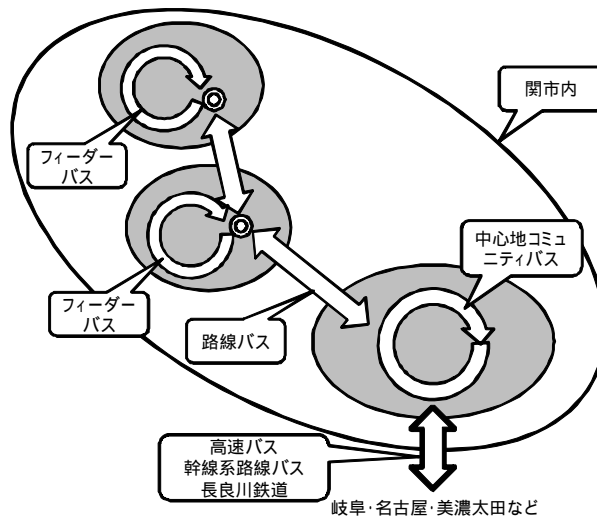 関市内
フィーダー
バス
中心地コミュ
ニティバス
フィーダー
バス
路線バス
高速バス
幹線系路線バス
長良川鉄道
岐阜・名古屋・美濃太田など